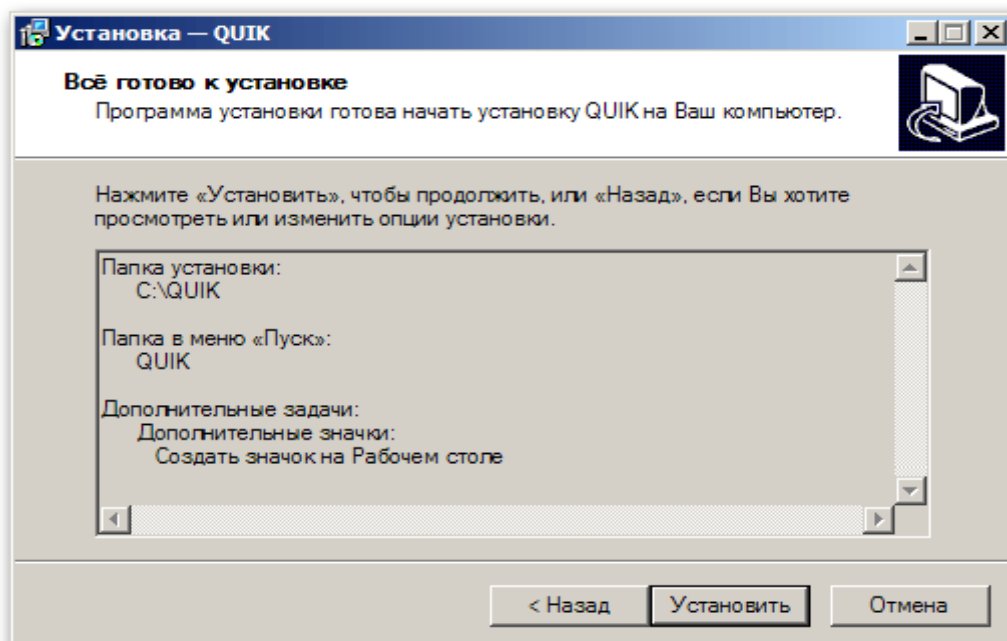 Установка — QUIK
Всё готово к установке
Программа установки готова начать установку QUIK на Ваш компьютер.
Нажмите «Установить», чтобы продолжить, или «Назад», если Вы хотите
просмотреть или изменить опции установки.
Папка установки:
C:\QUIK
Папка в меню «Пуск»:
QUIK
Дополнительные задачи:
Дополнительные значки:
Создать значок на Рабочем столе
< Назад
Установить
Отмена